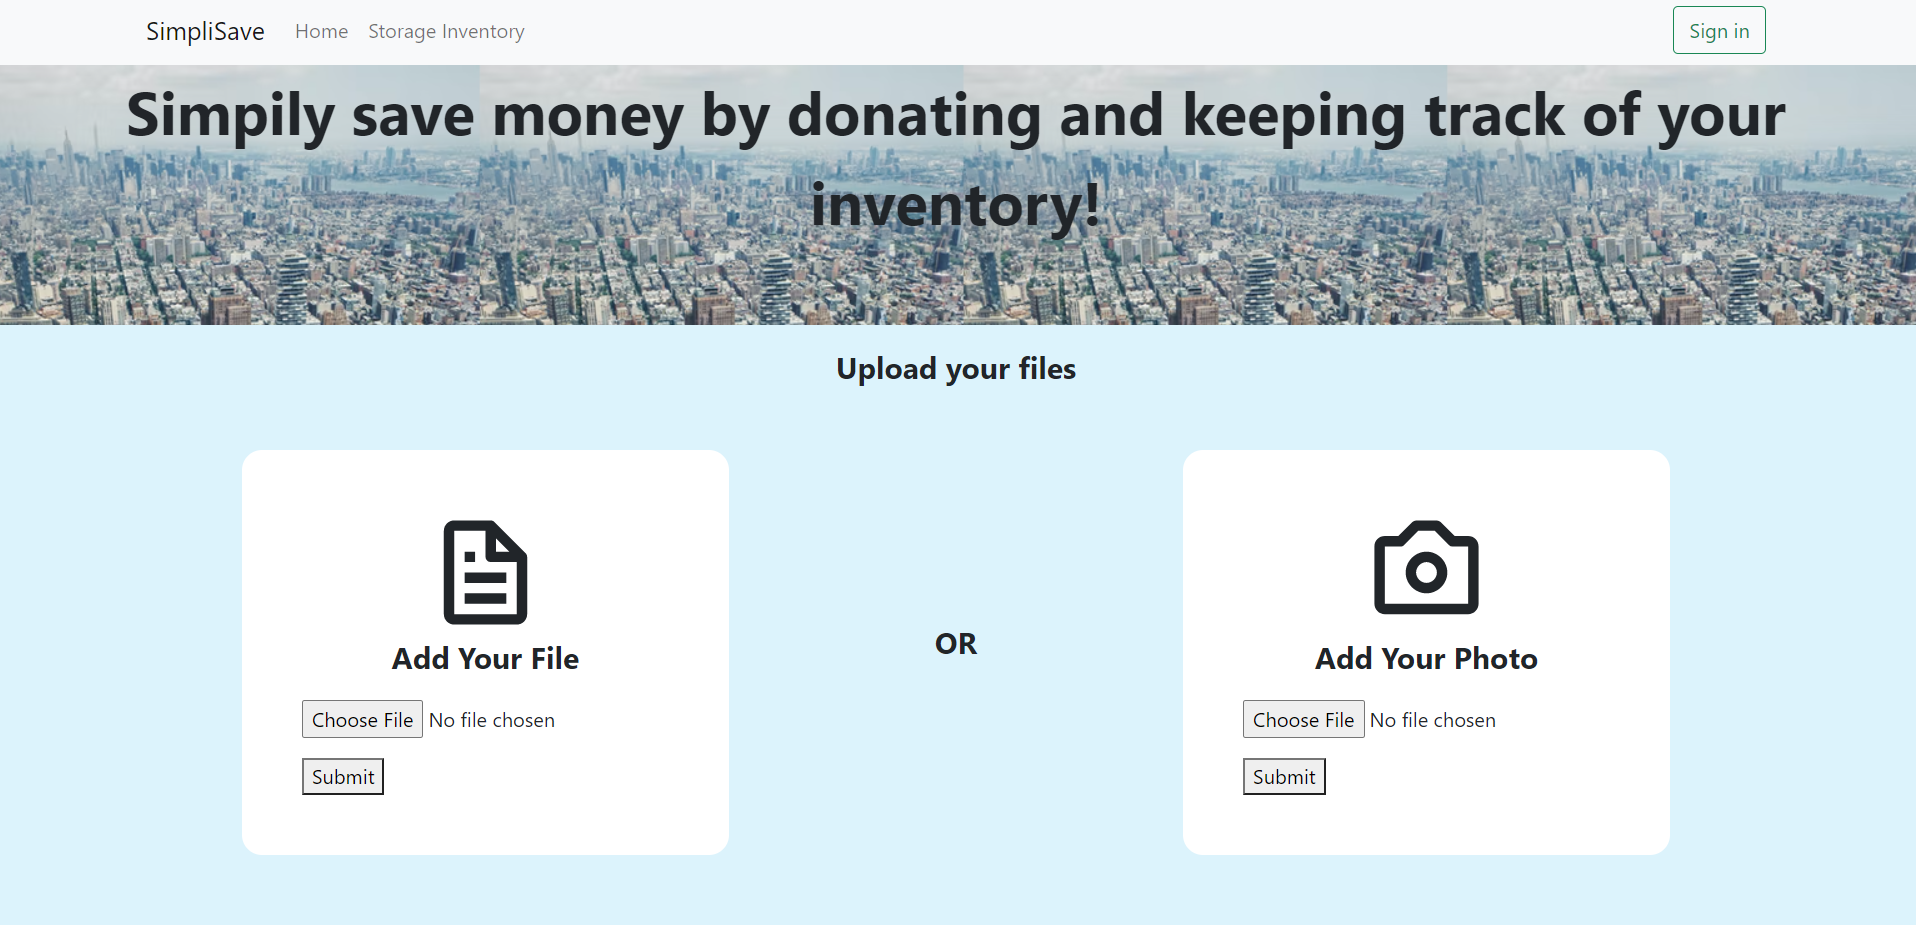 SimpliSave Home Storage Inventory Sign in
Simpily save money by donating and keeping track of your
inventory!
Upload your files
OR
Add Your File
Choose File No file chosen
Submit
Add Your Photo
Choose File No file chosen
Submit